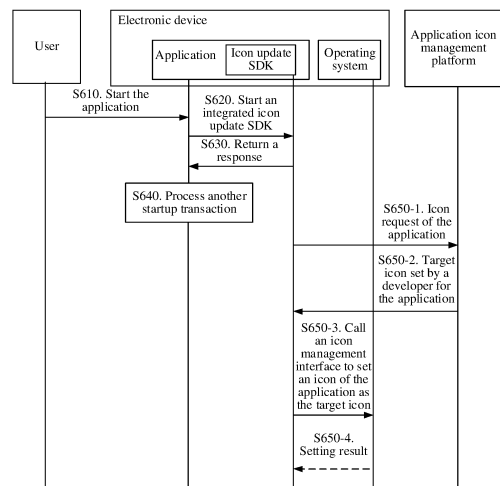 Electronic device
User
Application
Icon update
SDK
Operating
system
Application icon
management
platform
S610. Start the
application
S620. Start an
integrated icon
update SDK
S630. Return a
response
S640. Process another
startup transaction
S650-1. Icon
request of the
application
S650-2. Target
icon set by a
developer for
the application
S650-3. Call
an icon
management
interface to set
an icon of the
application as
the target icon
S650-4.
Setting result